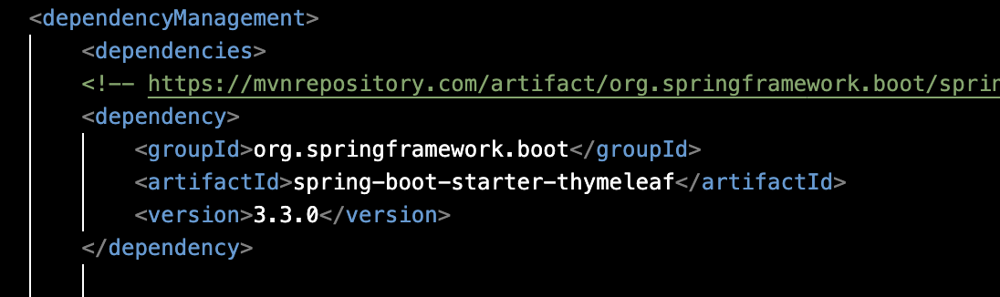 <dependencyManagement>
<dependencies>
<!-- https://mvnrepository.com/artifact/org.springframework.boot/sprin
<dependency>
<groupId>org.springframework.boot</groupId>
<artifactId>spring-boot-starter-thymeleaf</artifactId>
<version>3.3.0</version>
</dependency>